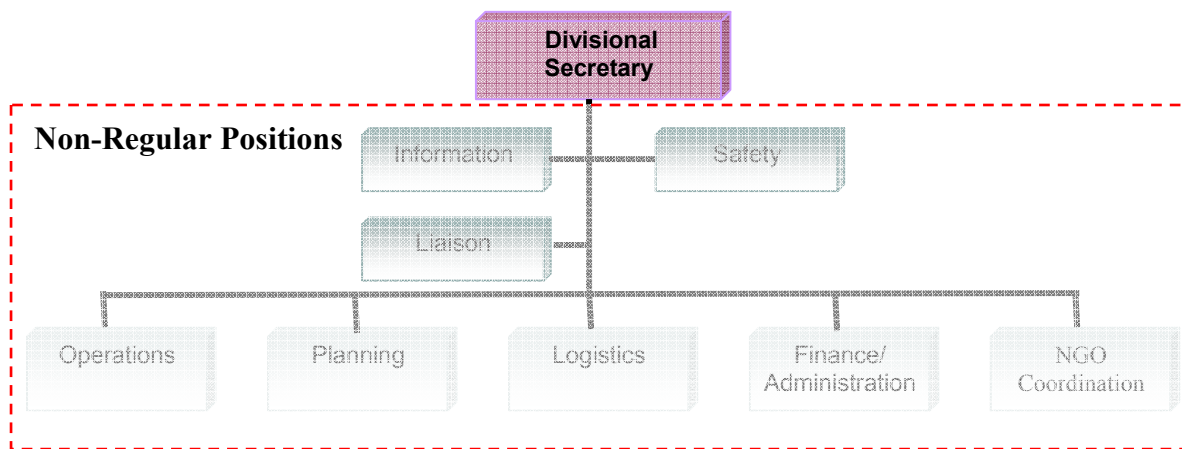 Divisional
Secretary
Non-Regular Positions
Information
Safety
Liaison
Operations
Planning
Logistics
Finance/
Administration
NGO
Coordination